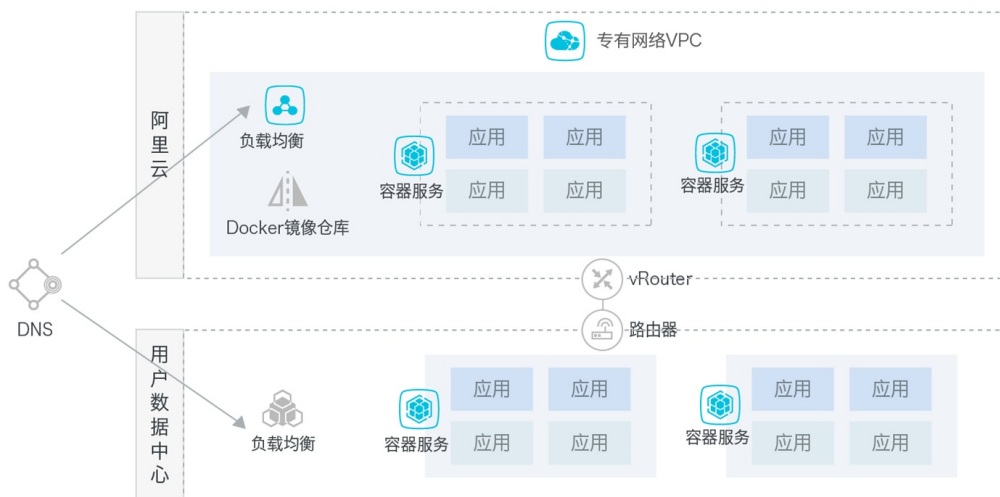 专有网络VPC
阿里云
负载均衡
Docker镜像仓库
容器服务
应用 应用
应用 应用
容器服务
应用 应用
应用 应用
vRouter
DNS
路由器
用户数据中心
负载均衡
容器服务
应用 应用
应用 应用
容器服务
应用 应用
应用 应用